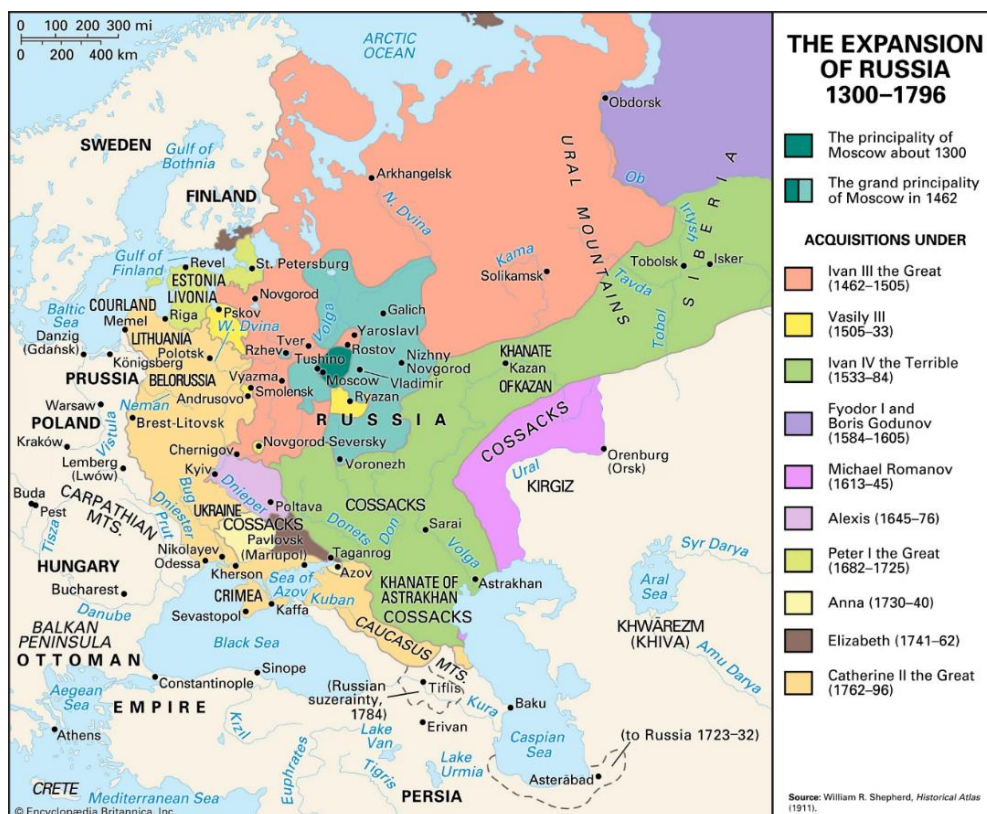 0 100 200 300 mi
0 200 400 km
ARCTIC
OCEAN
Obdorsk
SWEDEN
Gulf of
Bothnia
FINLAND
Arkhangelsk
N. Dvina
URAL
MOUNTAINS
Ob
SIBERIA
Irtysh
Gulf of
Finland
Revel
St. Petersburg
ESTONIA
LIVONIA
Kama
Solikamsk
Tobolsk
Isker
Tavda
Tobol
Baltic
Sea
COURLAND
Memel
Riga
Novgorod
Pskov
W. Dvina
Volga
Galich
Yaroslavl
Danzig
(Gdańsk)
LITHUANIA
Königsberg
Polotsk
Tver
Rzhev
Rostov
Tushino
Moscow
Nizhny
Novgorod
Vladimir
KHANATE
Kazan
OF KAZAN
PRUSSIA
BELORUSSIA
Vyazma
Smolensk
Andrusovo
Ryazan
RUSSIA
Neman
Warsaw
Brest-Litovsk
POLAND
Vistula
Kraków
Lemberg
(Lwów)
Chernigov
Novgorod-Seversky
Kyiv
Voronezh
COSSACKS
Orenburg
(Orsk)
Ural
KIRGIZ
CARPATHIAN
MTS.
Buda
Pest
Tisza
Bug
Dniester
Prut
Dnieper
UKRAINE
COSSACKS
Poltava
Pavlovsk
(Mariupol)
Donets
Don
COSSACKS
Sarai
Volga
Taganrog
Azov
Nikolayev
Odessa
Kherson
Sea of
Azov
HUNGARY
Bucharest
Danube
CRIMEA
Sevastopol
Kaffa
Kuban
KHANATE OF
ASTRAKHAN
COSSACKS
Astrakhan
Syr Darya
Aral
Sea
KHWĀREZM
(KHIVA)
Amu Darya
BALKAN
PENINSULA
Black Sea
CAUCASUS MTS.
OTTOMAN
EMPIRE
Constantinople
Sinope
(Russian
suzerainty,
1784)
Tiflis
Kura
Baku
Aegean
Sea
Athens
Kızıl
Erivan
Lake
Van
Caspian
Sea
(to Russia 1723–32)
Euphrates
Tigris
Lake
Urmia
Asterābad
CRETE
Mediterranean Sea
PERSIA
© Encyclopædia Britannica, Inc.
THE EXPANSION
OF RUSSIA
1300–1796
The principality of
Moscow about 1300
The grand principality
of Moscow in 1462
ACQUISITIONS UNDER
Ivan III the Great
(1462–1505)
Vasily III
(1505–33)
Ivan IV the Terrible
(1533–84)
Fyodor I and
Boris Godunov
(1584–1605)
Michael Romanov
(1613–45)
Alexis (1645–76)
Peter I the Great
(1682–1725)
Anna (1730–40)
Elizabeth (1741–62)
Catherine II the Great
(1762–96)
Source: William R. Shepherd, Historical Atlas
(1911).